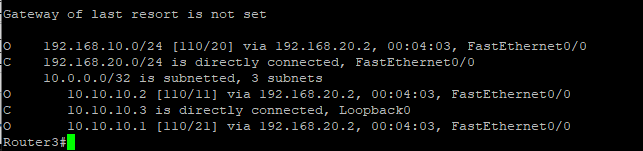 Gateway of last resort is not set
O    192.168.10.0/24 [110/20] via 192.168.20.2, 00:04:03, FastEthernet0/0
C    192.168.20.0/24 is directly connected, FastEthernet0/0
     10.0.0.0/32 is subnetted, 3 subnets
O       10.10.10.2 [110/11] via 192.168.20.2, 00:04:03, FastEthernet0/0
C       10.10.10.3 is directly connected, Loopback0
O       10.10.10.1 [110/21] via 192.168.20.2, 00:04:03, FastEthernet0/0
Router3#